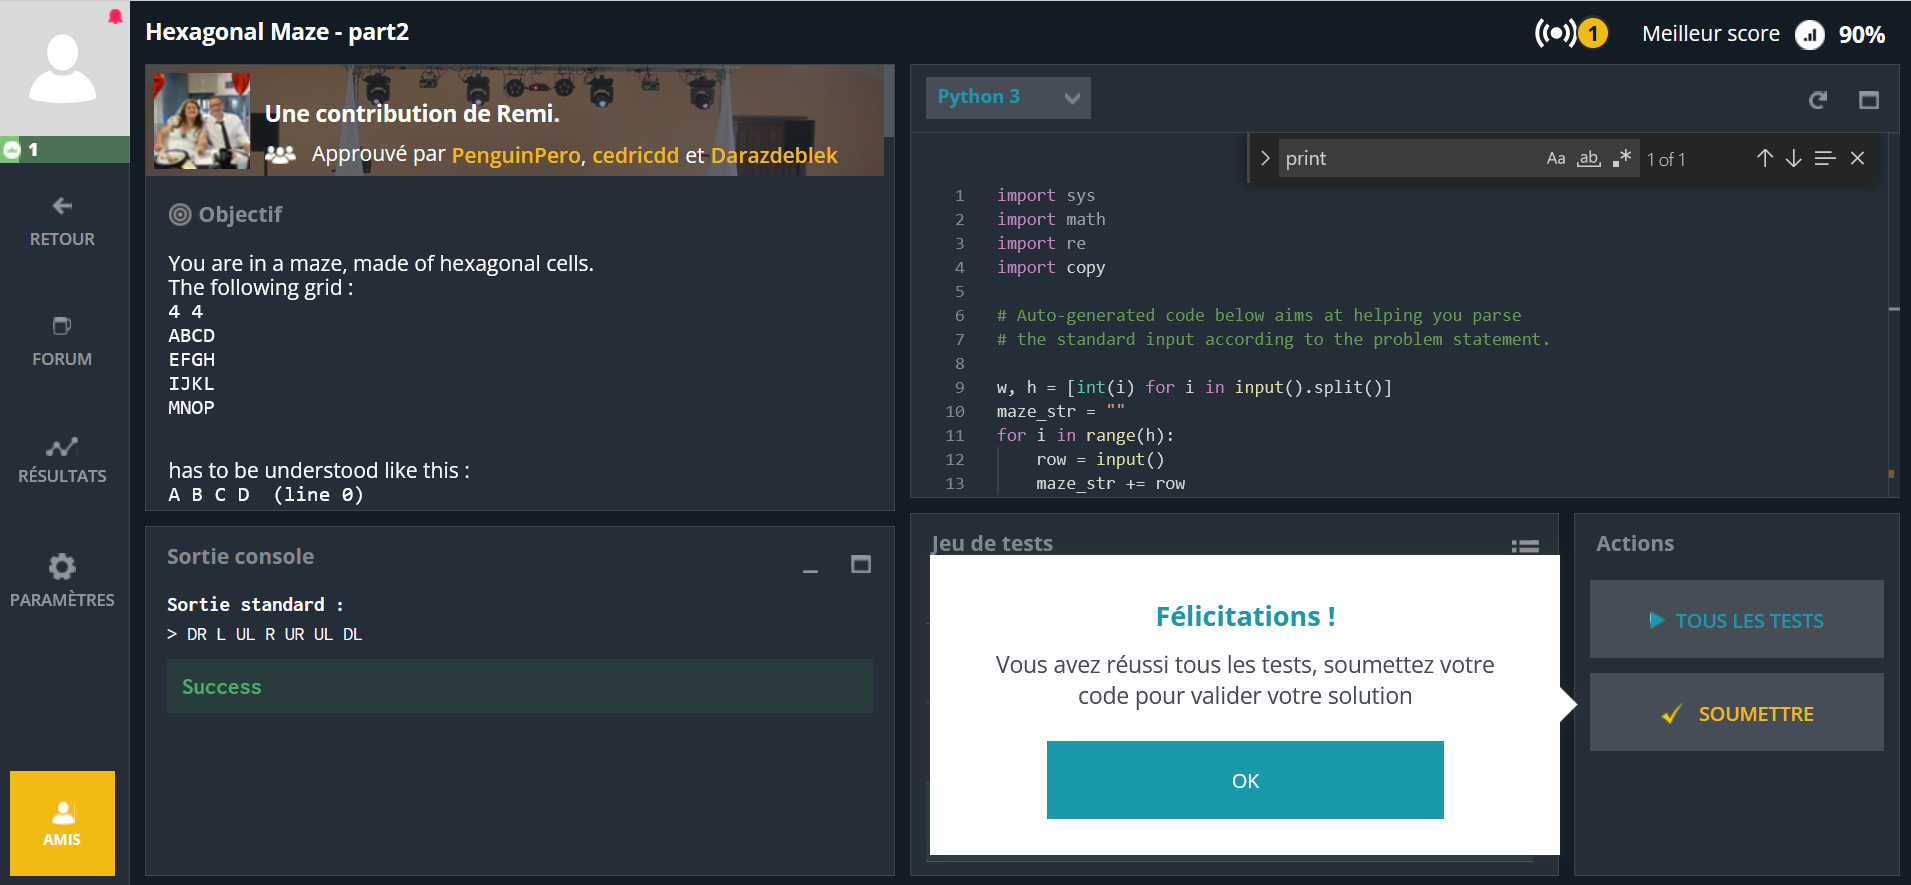 Hexagonal Maze - part2
1
Meilleur score 90%
1
RETOUR
FORUM
RÉSULTATS
PARAMÈTRES
AMIS
Une contribution de Remi.
Approuvé par PenguinPero, cedricdd et Darazdeblek
Objectif
You are in a maze, made of hexagonal cells.
The following grid :
4 4
ABCD
EFGH
IJKL
MNOP
has to be understood like this :
A B C D  (line 0)
Sortie console
Sortie standard :
> DR L UL R UR UL DL
Success
Python 3
print
Aa ab .* 1 of 1
1 import sys
2 import math
3 import re
4 import copy
5
6 # Auto-generated code below aims at helping you parse
7 # the standard input according to the problem statement.
8
9 w, h = [int(i) for i in input().split()]
10 maze_str = ""
11 for i in range(h):
12     row = input()
13     maze_str += row
Jeu de tests
Félicitations !
Vous avez réussi tous les tests, soumettez votre
code pour valider votre solution
OK
Actions
TOUS LES TESTS
SOUMETTRE